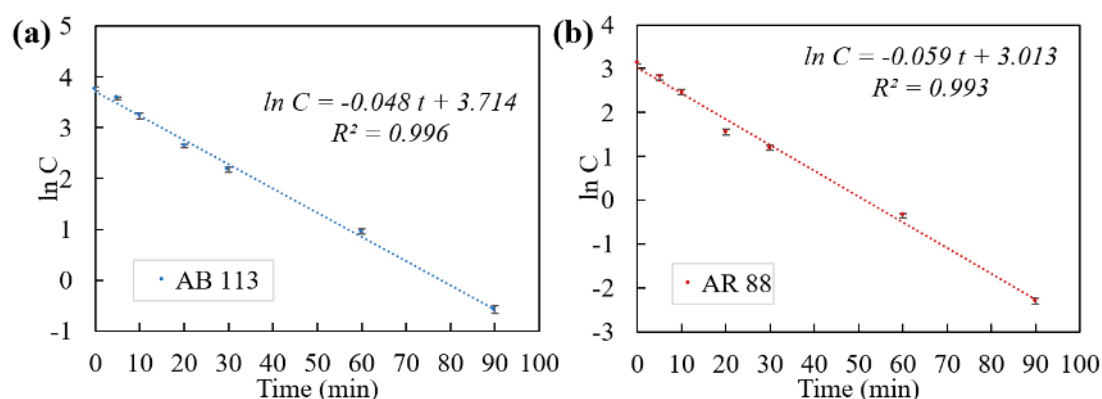 (a)
5
4
3
2
1
0
-1
ln C
ln C = -0.048 t + 3.714
R² = 0.996
AB 113
0 10 20 30 40 50 60 70 80 90 100
Time (min)
(b)
4
3
2
1
0
-1
-2
-3
ln C
ln C = -0.059 t + 3.013
R² = 0.993
AR 88
0 10 20 30 40 50 60 70 80 90 100
Time (min)